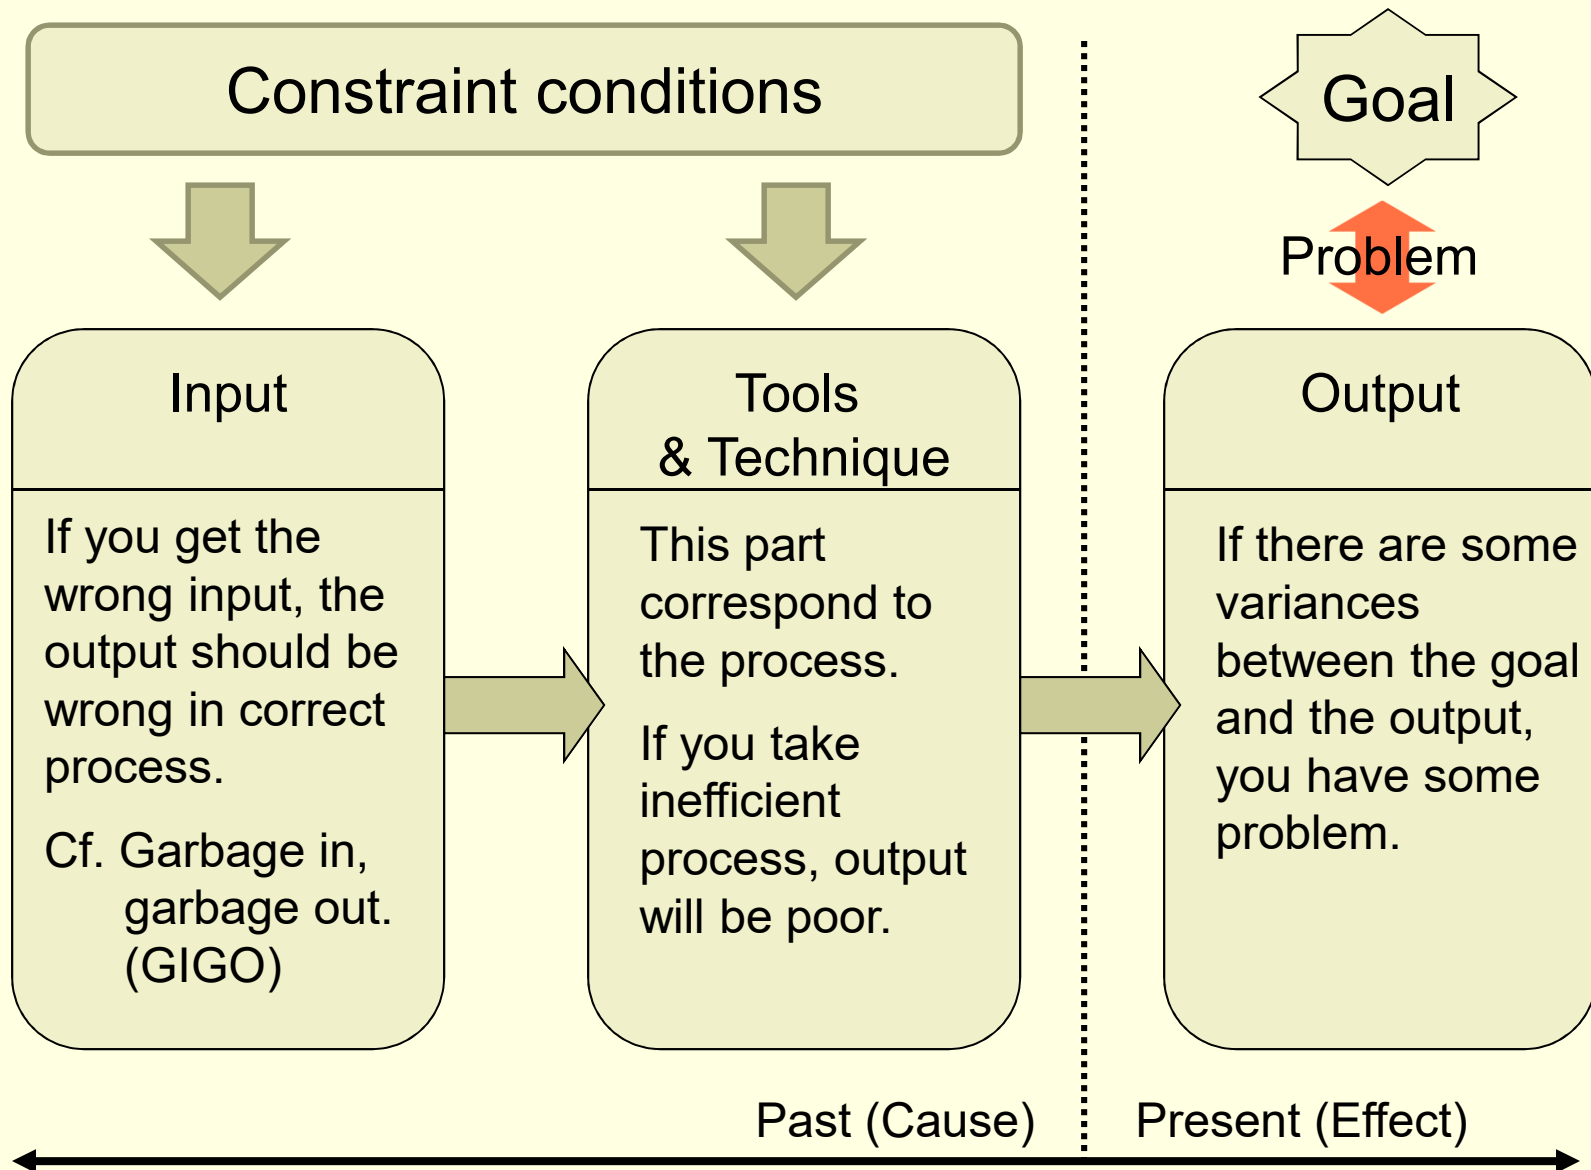 Constraint conditions
Goal
Problem
Input
If you get the
wrong input, the
output should be
wrong in correct
process.
Cf. Garbage in,
garbage out.
(GIGO)
Tools
& Technique
This part
correspond to
the process.
If you take
inefficient
process, output
will be poor.
Output
If there are some
variances
between the goal
and the output,
you have some
problem.
Past (Cause)
Present (Effect)